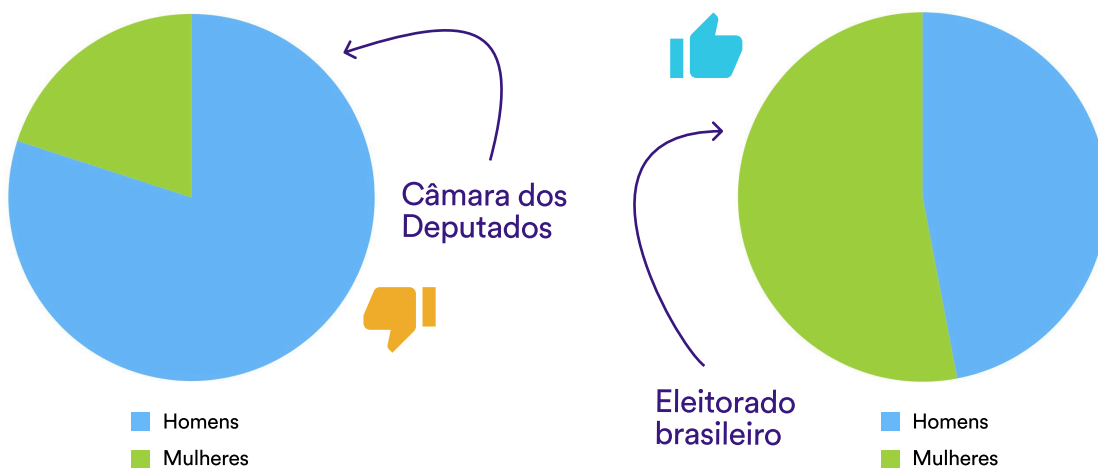 Câmara dos
Deputados
Homens
Mulheres
Eleitorado
brasileiro
Homens
Mulheres